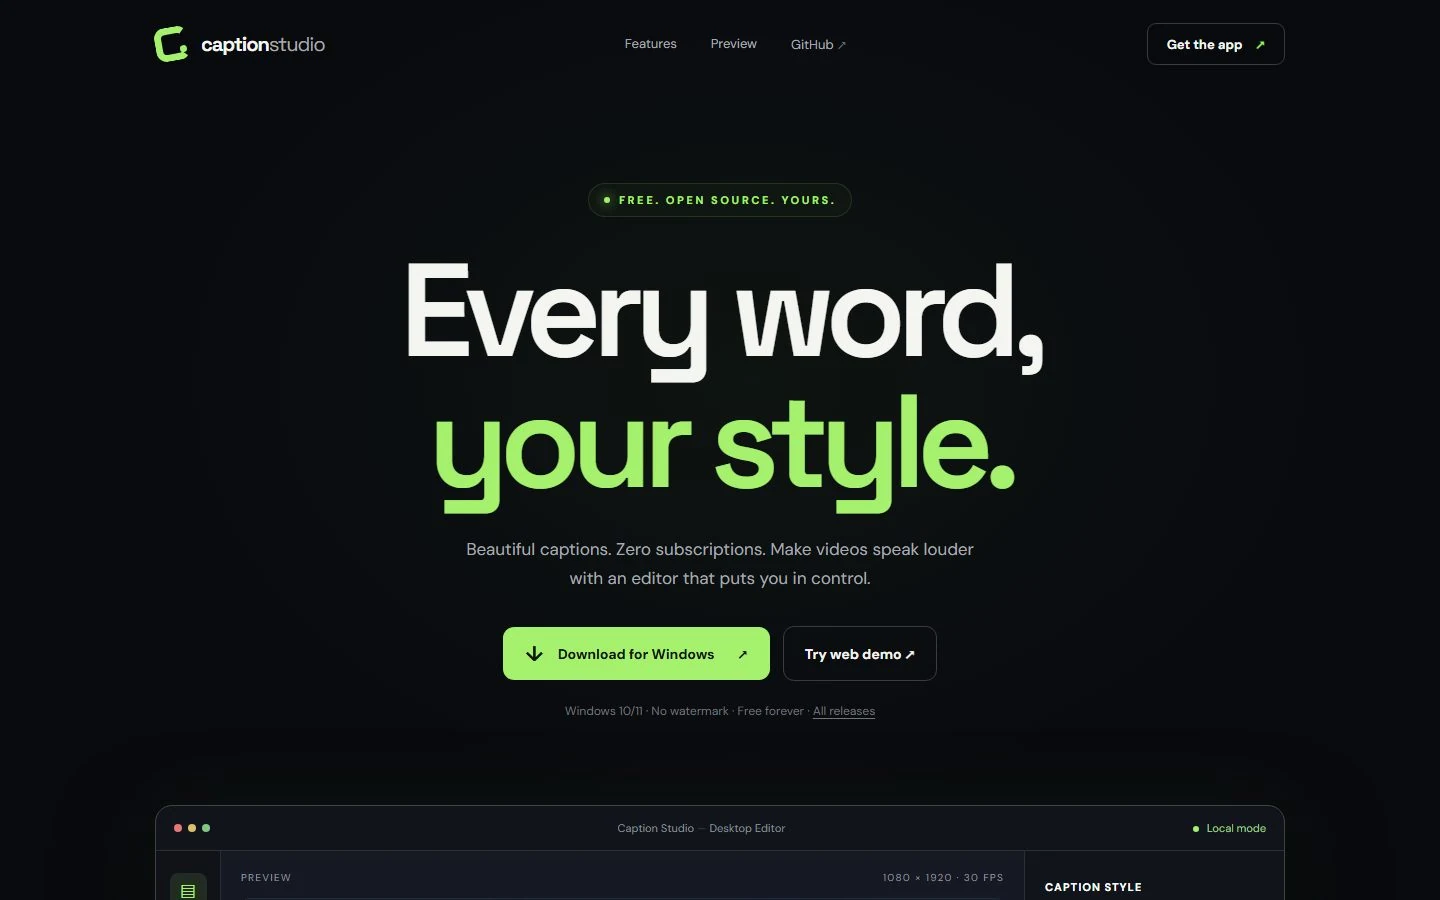 captionstudio
Features
Preview
GitHub ↗
Get the app ↗
FREE. OPEN SOURCE. YOURS.
Every word,
your style.
Beautiful captions. Zero subscriptions. Make videos speak louder
with an editor that puts you in control.
Download for Windows ↗
Try web demo ↗
Windows 10/11 · No watermark · Free forever · All releases
Caption Studio — Desktop Editor
Local mode
PREVIEW
1080 × 1920 · 30 FPS
CAPTION STYLE